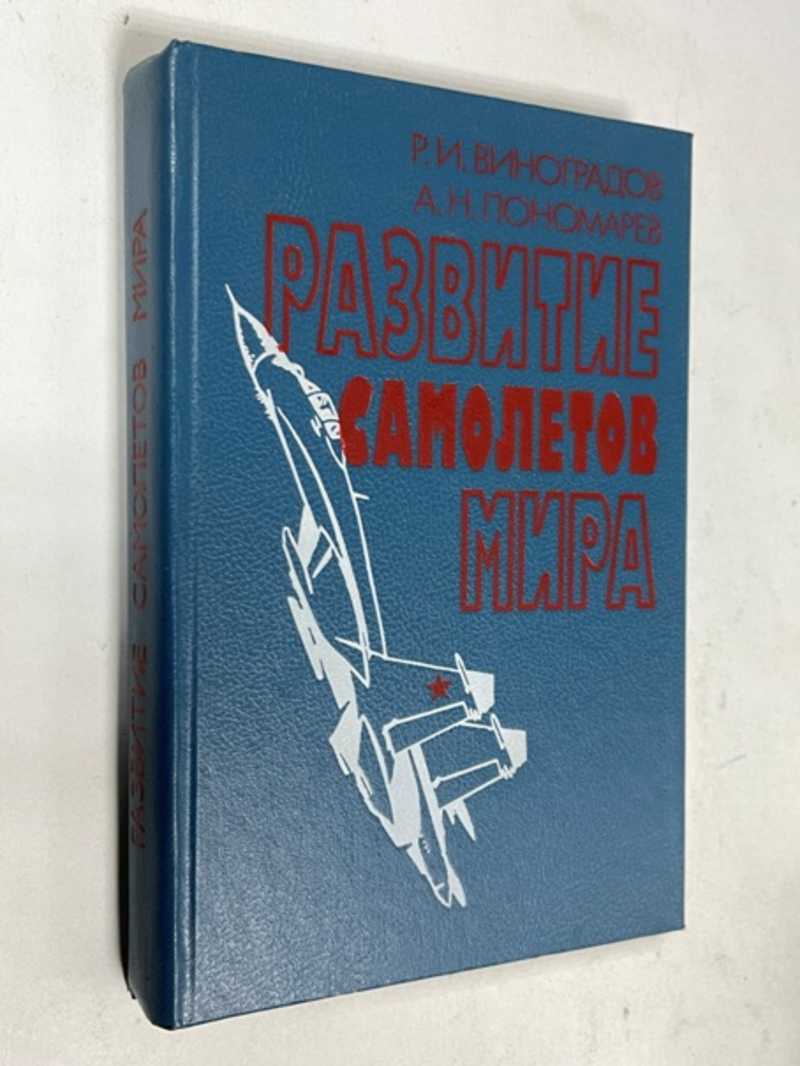 Р.И. ВИНОГРАДОВ
А.Н. ПОНОМАРЕВ
РАЗВИТИЕ
САМОЛЕТОВ
МИРА
РАЗВИТИЕ САМОЛЕТОВ МИРА